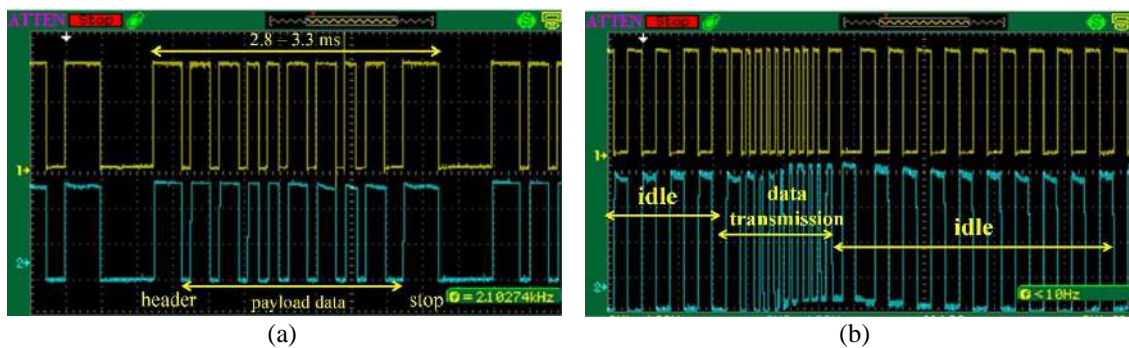 ATTEN Stop
2.8 – 3.3 ms
1
2
header payload data stop
f = 2.10274kHz
(a)
ATTEN Stop
1
idle data transmission idle
2
f <10Hz
(b)